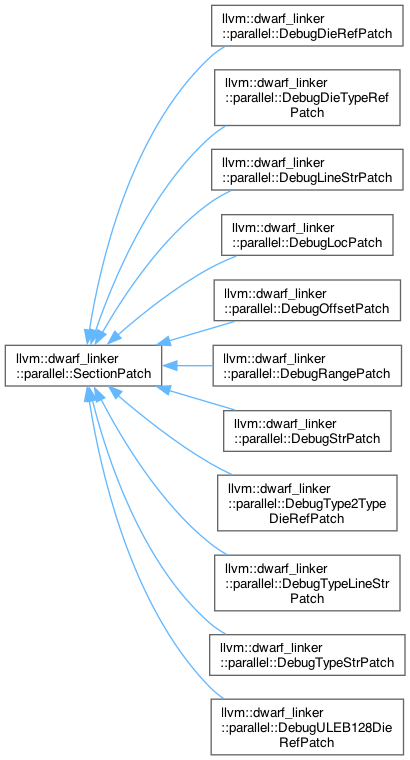 llvm::dwarf_linker
::parallel::DebugDieRefPatch
llvm::dwarf_linker
::parallel::DebugDieTypeRef
Patch
llvm::dwarf_linker
::parallel::DebugLineStrPatch
llvm::dwarf_linker
::parallel::DebugLocPatch
llvm::dwarf_linker
::parallel::DebugOffsetPatch
llvm::dwarf_linker
::parallel::SectionPatch
llvm::dwarf_linker
::parallel::DebugRangePatch
llvm::dwarf_linker
::parallel::DebugStrPatch
llvm::dwarf_linker
::parallel::DebugType2Type
DieRefPatch
llvm::dwarf_linker
::parallel::DebugTypeLineStr
Patch
llvm::dwarf_linker
::parallel::DebugTypeStrPatch
llvm::dwarf_linker
::parallel::DebugULEB128Die
RefPatch